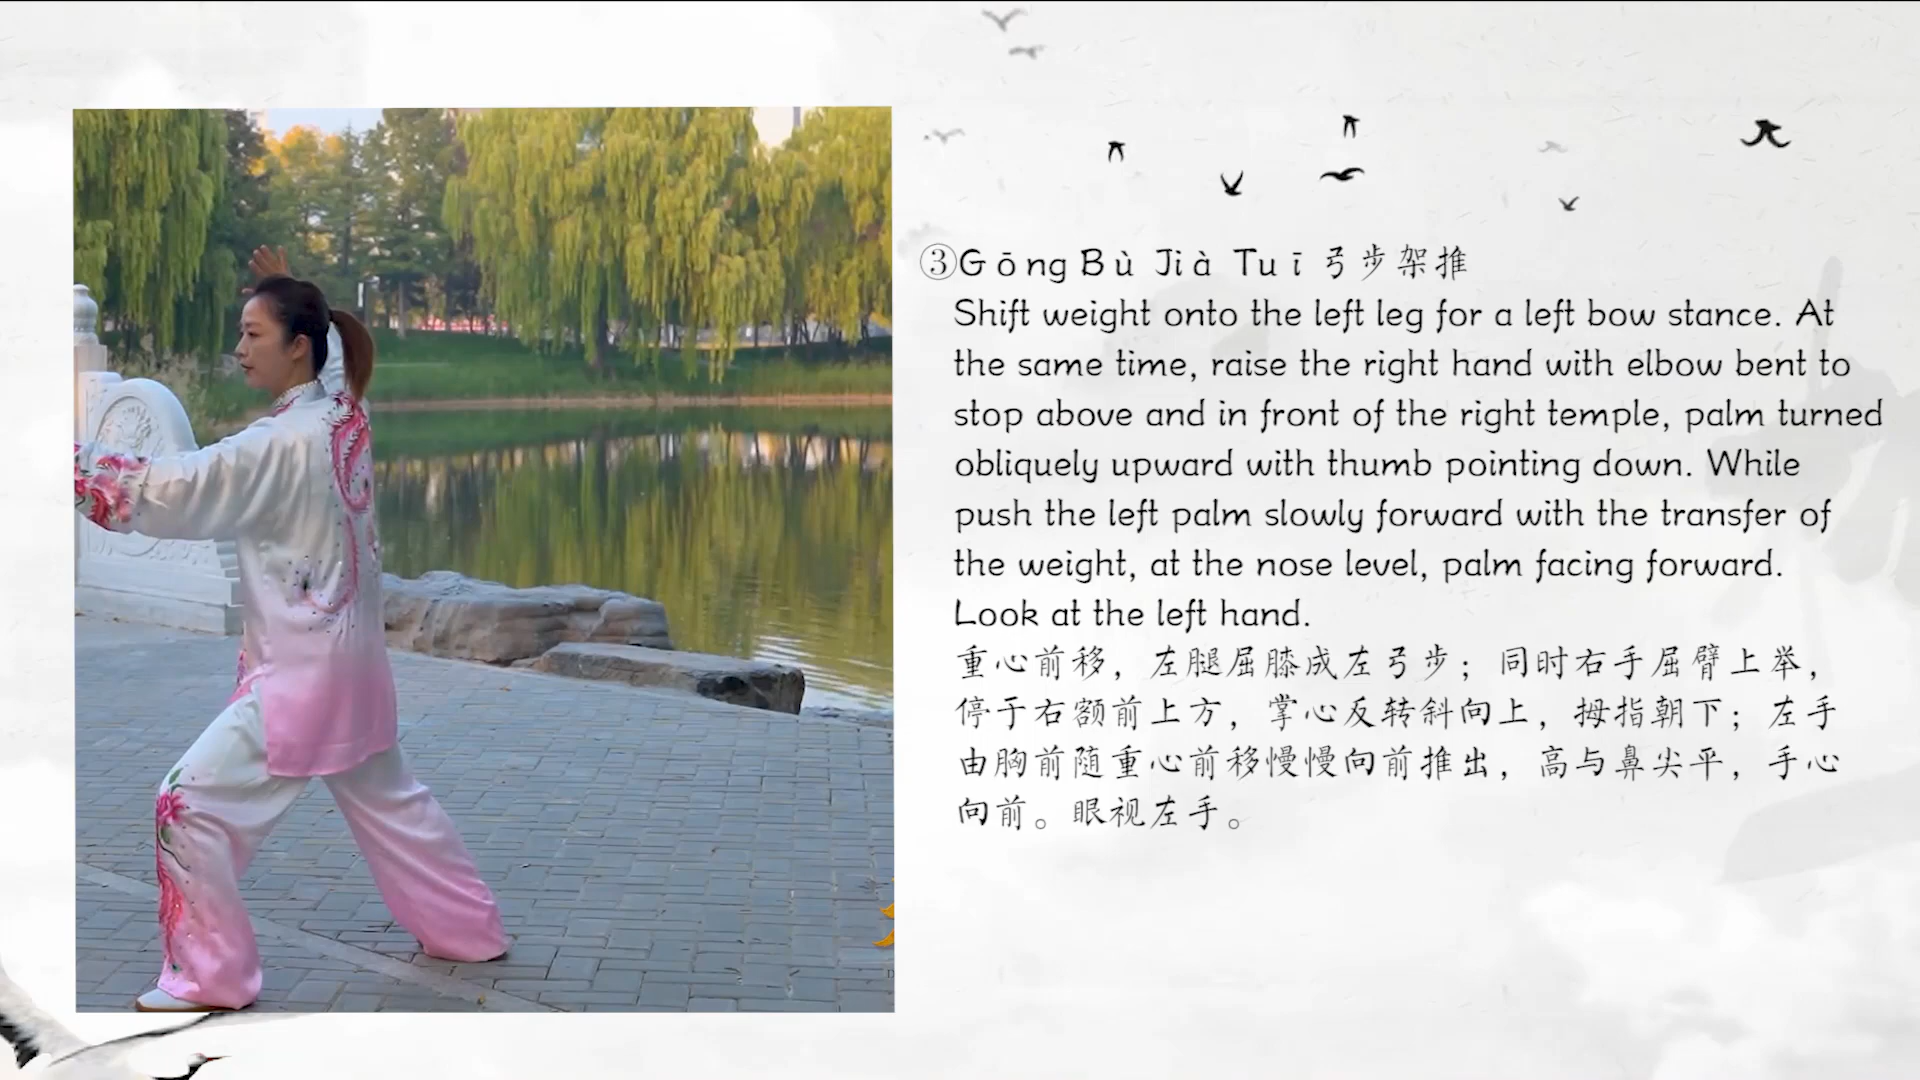 ③Gōng Bù Jià Tuī 弓步架推
Shift weight onto the left leg for a left bow stance. At
the same time, raise the right hand with elbow bent to
stop above and in front of the right temple, palm turned
obliquely upward with thumb pointing down. While
push the left palm slowly forward with the transfer of
the weight, at the nose level, palm facing forward.
Look at the left hand.
重心前移，左腿屈膝成左弓步；同时右手屈臂上举，
停于右额前上方，掌心反转斜向上，拇指朝下；左手
由胸前随重心前移慢慢向前推出，高与鼻尖平，手心
向前。眼视左手。